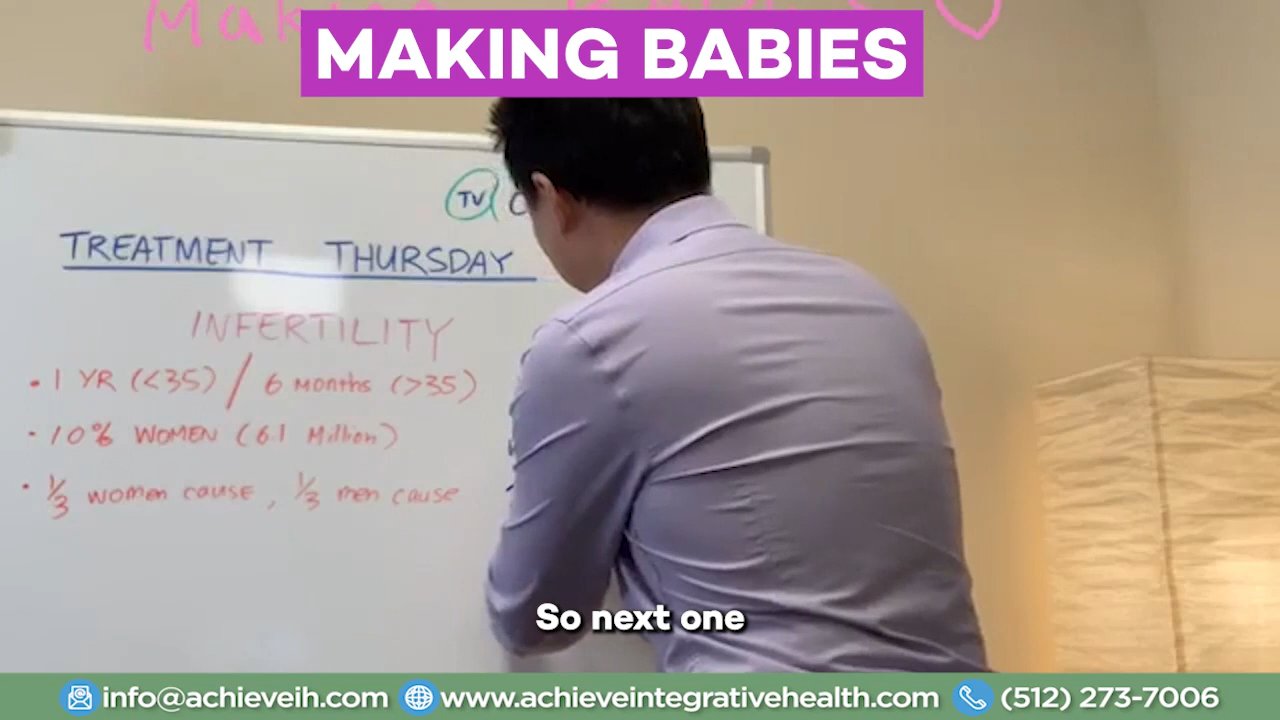 MAKING BABIES
TV
TREATMENT THURSDAY
INFERTILITY
• 1 YR (<35) / 6 Months (>35)
• 10% WOMEN (6.1 Million)
• 1/3 women cause, 1/3 men cause
So next one
info@achieveih.com www.achieveintegrativehealth.com (512) 273-7006